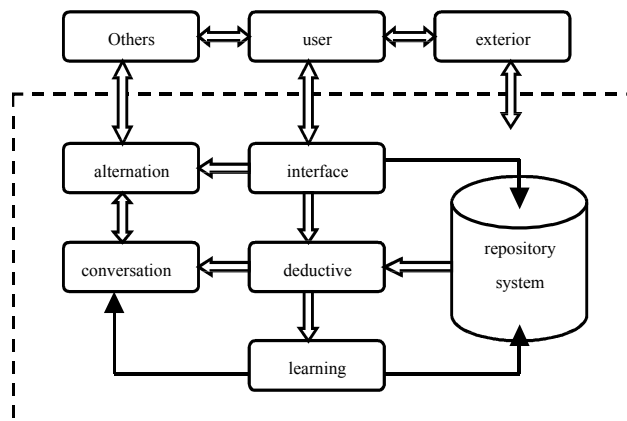 Others
user
exterior
alternation
interface
repository
system
conversation
deductive
learning